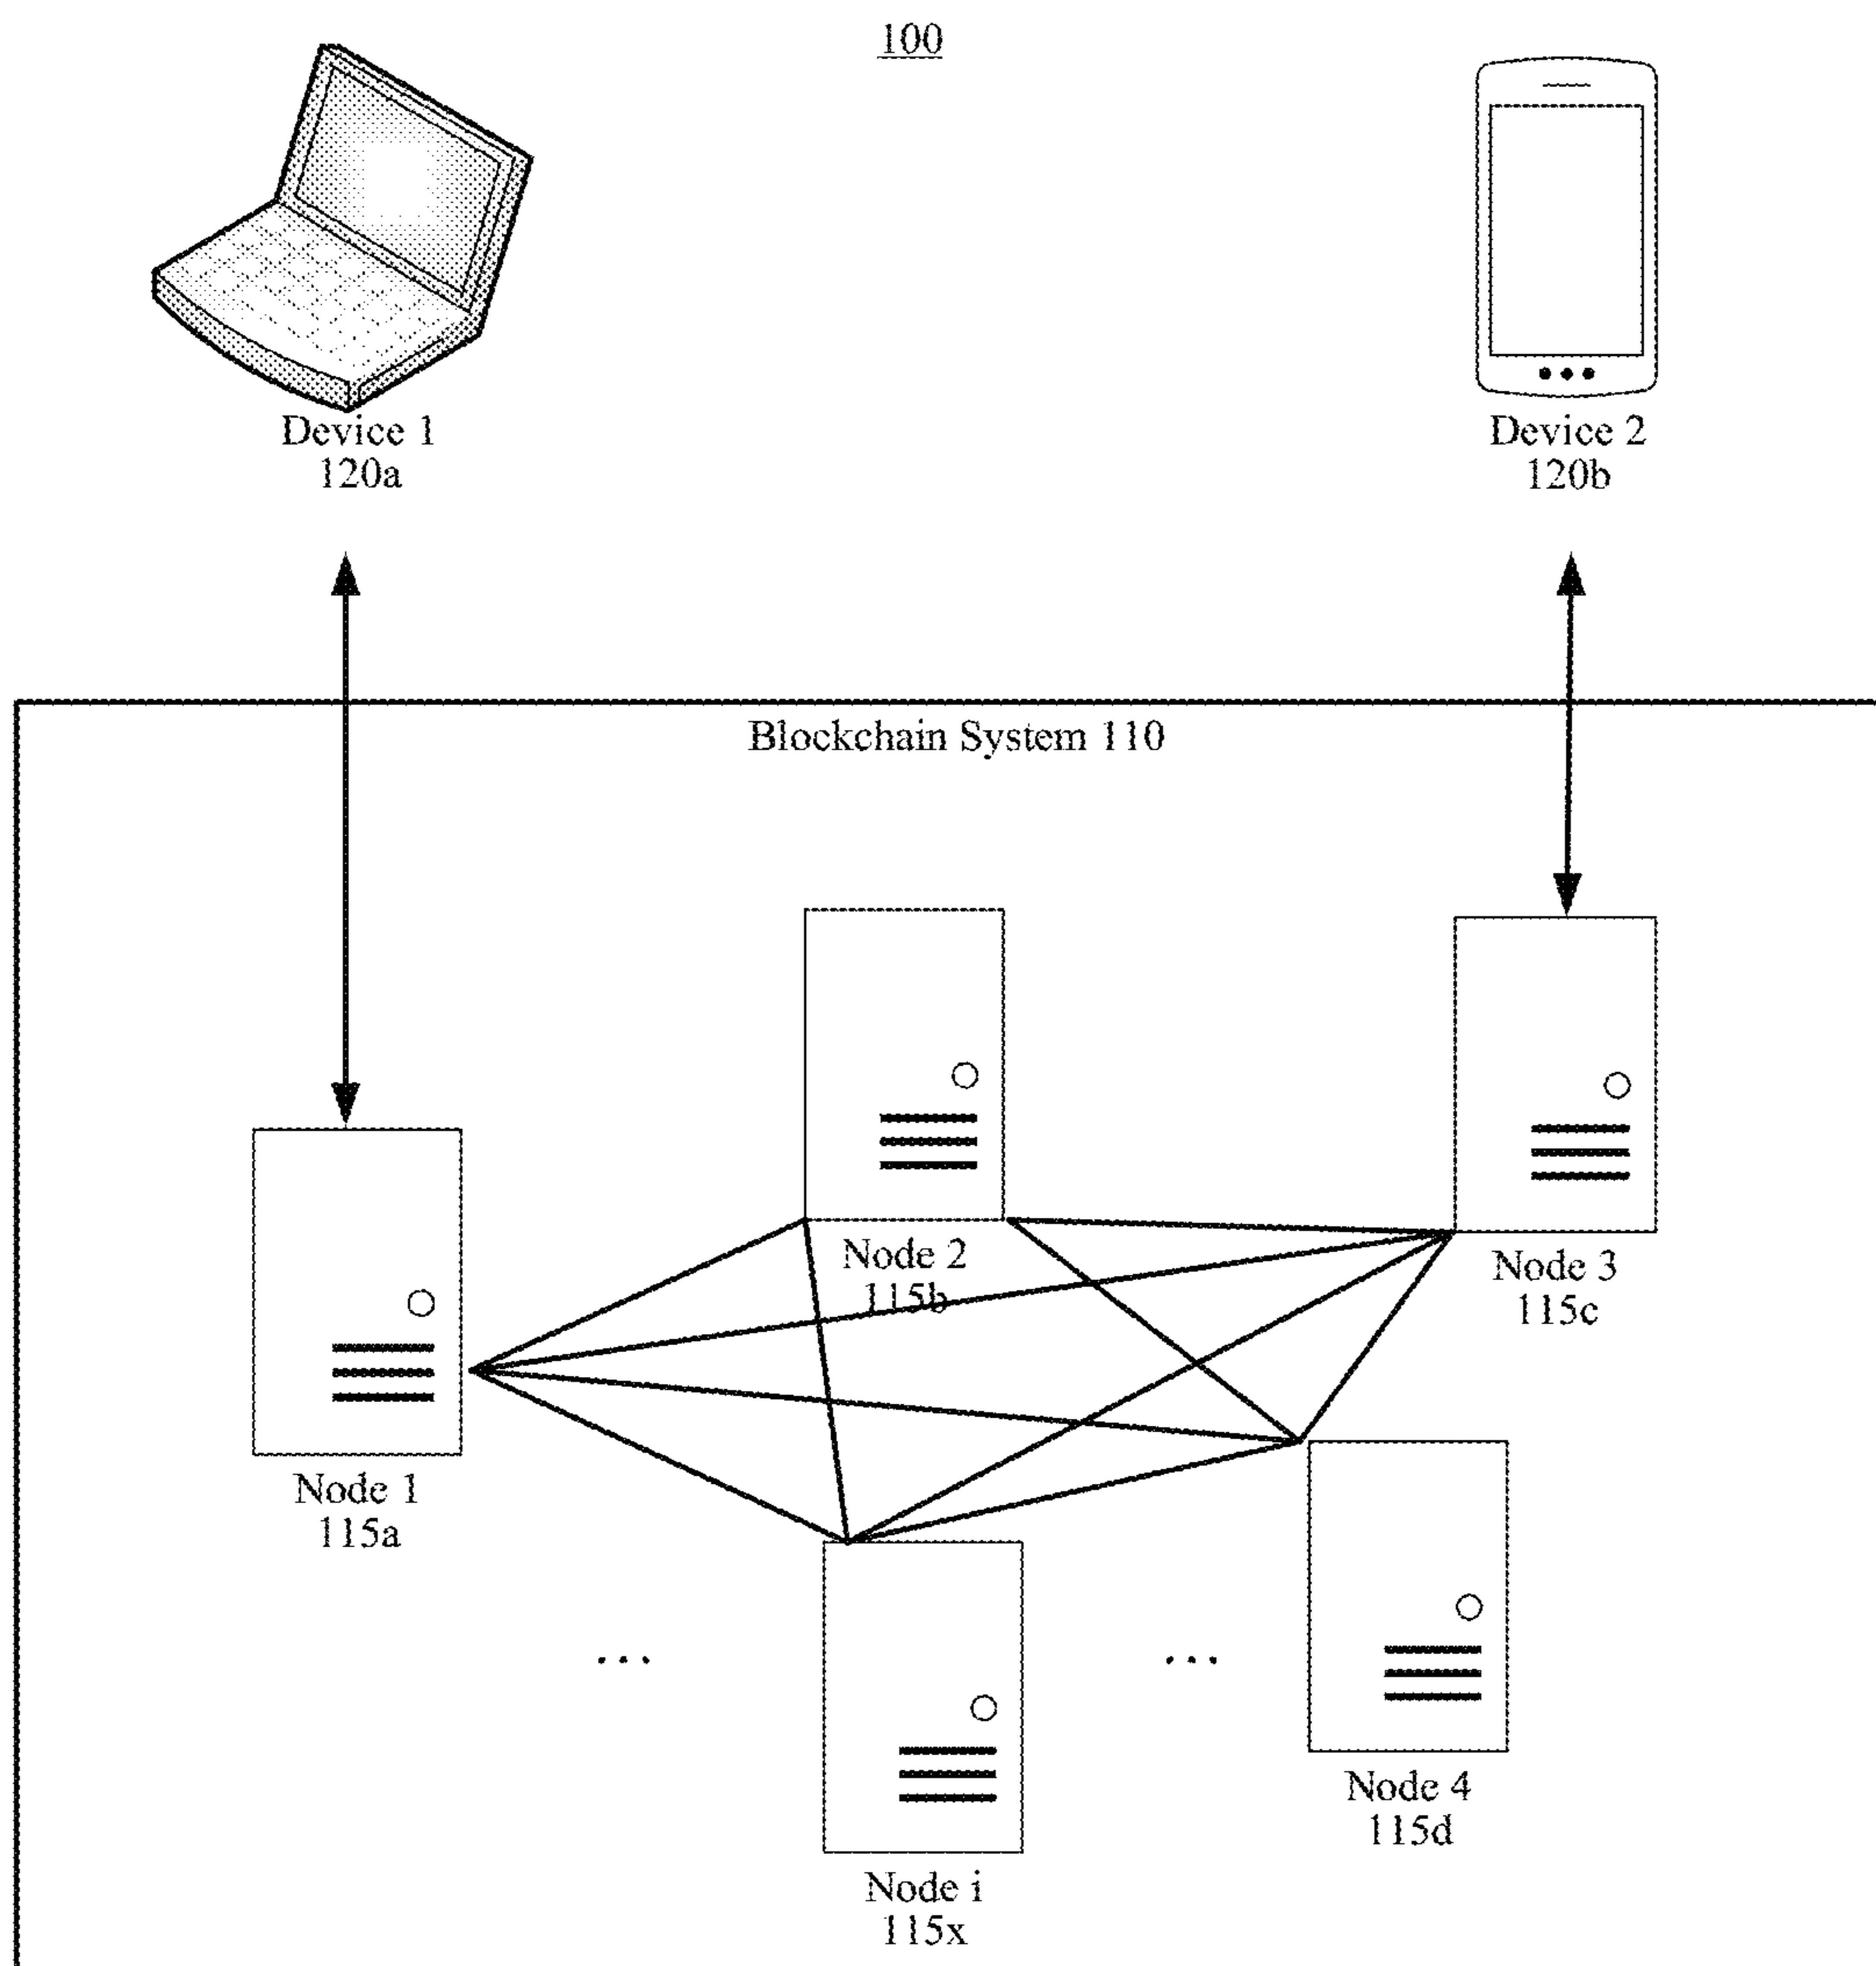 100
Device 1
120a
Device 2
120b
Blockchain System 110
Node 2
115b
Node 3
115c
Node 1
115a
...
...
Node 4
115d
Node i
115x